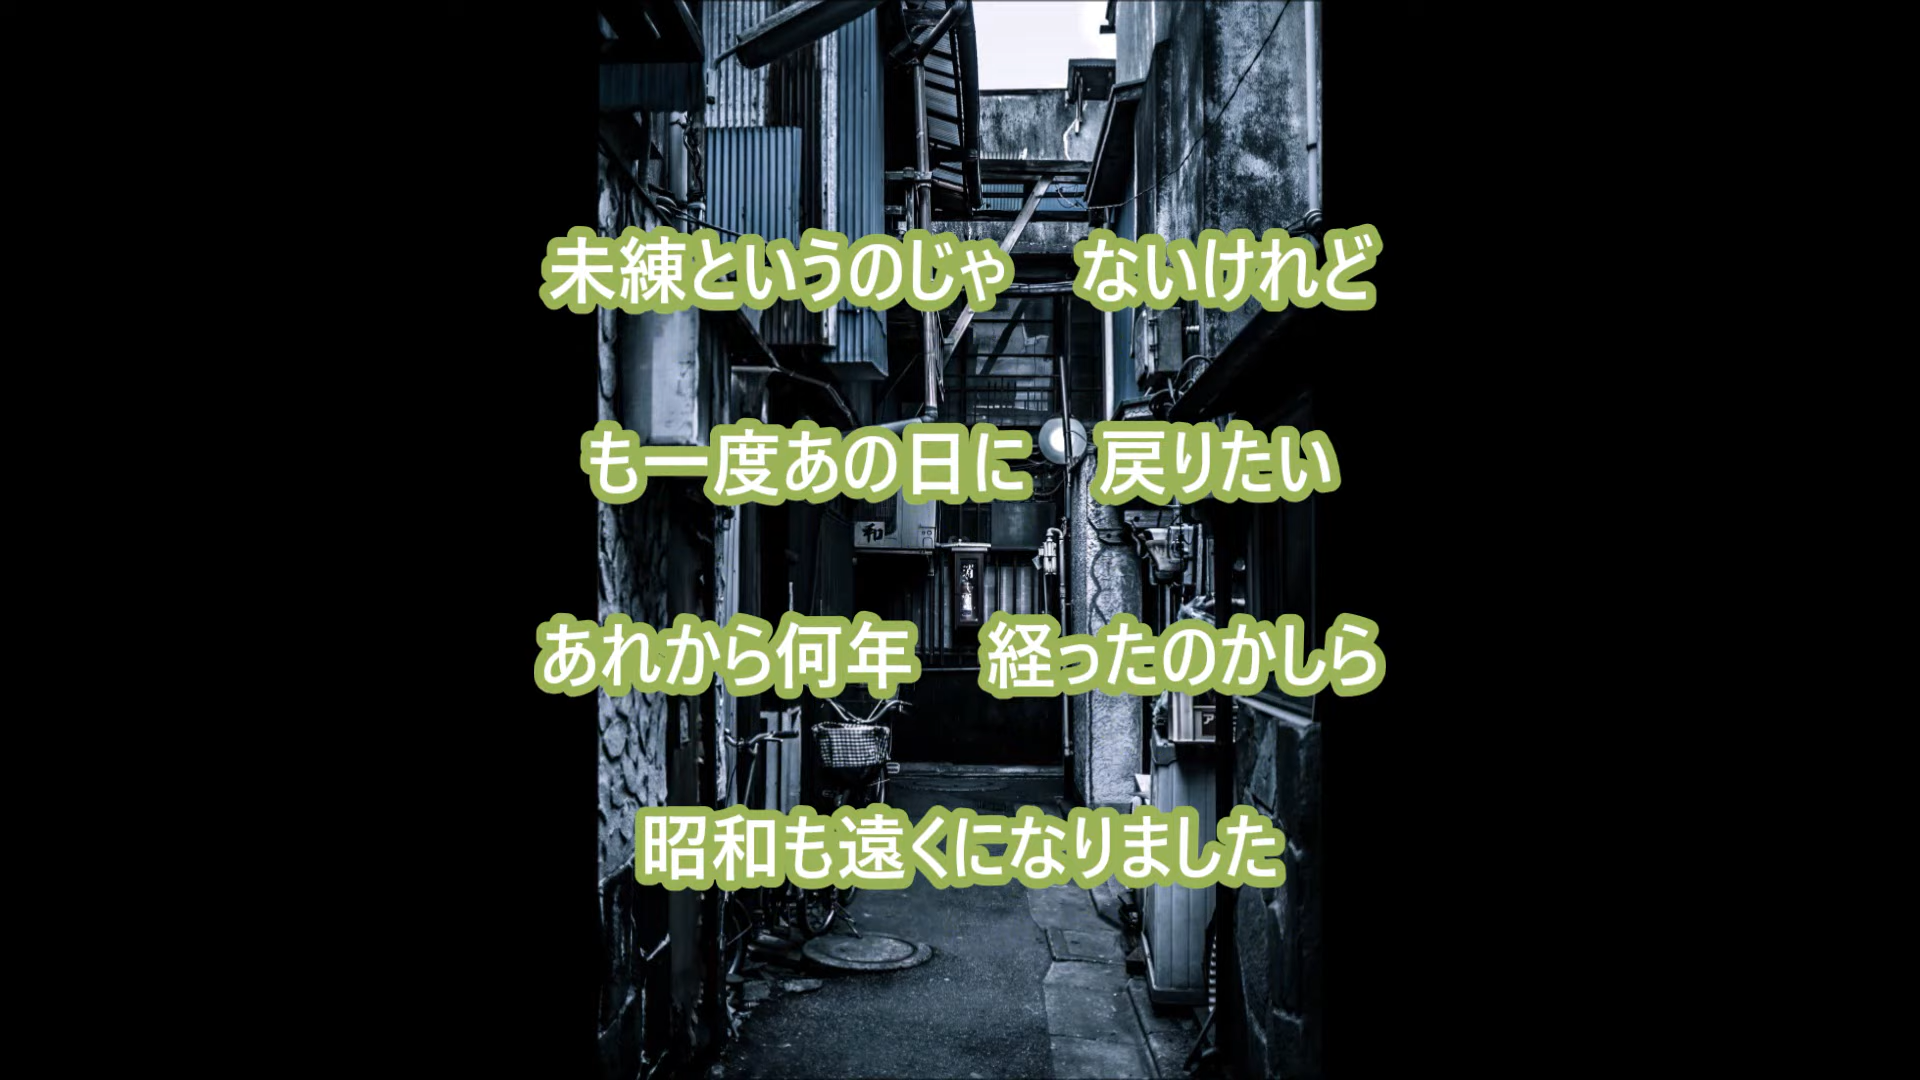 未練というのじゃ　ないけれど
も一度あの日に　戻りたい
和
あれから何年　経ったのかしら
ア
昭和も遠くになりました